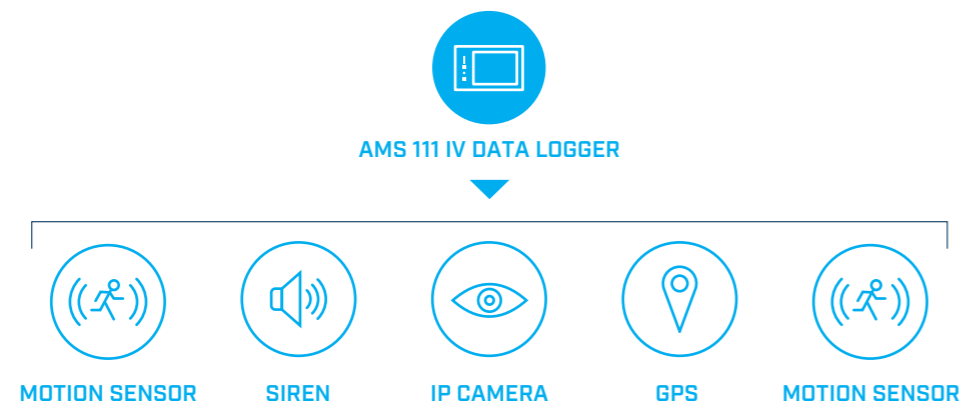 AMS 111 IV DATA LOGGER
MOTION SENSOR
SIREN
IP CAMERA
GPS
MOTION SENSOR